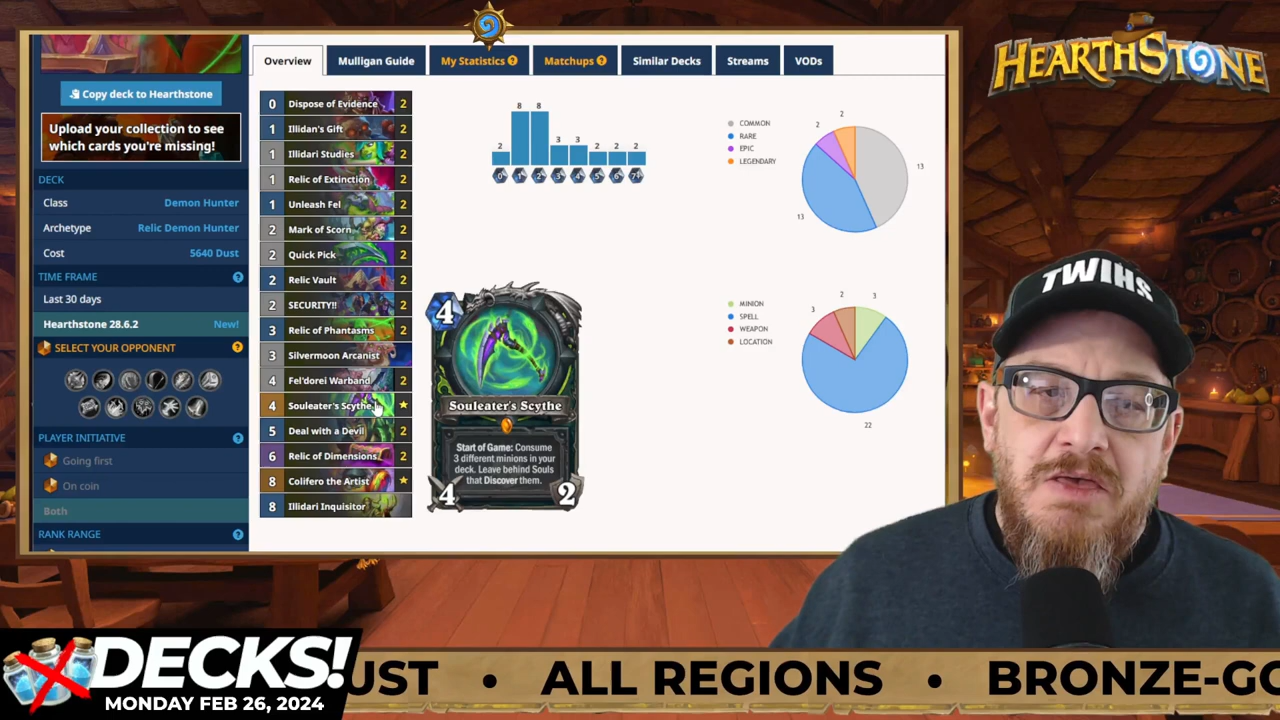 HEARTHSTONE
Overview
Mulligan Guide
My Statistics ?
Matchups ?
Similar Decks
Streams
VODs
Copy deck to Hearthstone
Upload your collection to see
which cards you're missing!
DECK
Class Demon Hunter
Archetype Relic Demon Hunter
Cost 5640 Dust
TIME FRAME ?
Last 30 days
Hearthstone 28.6.2 New!
SELECT YOUR OPPONENT ?
PLAYER INITIATIVE ?
Going first
On coin
Both
RANK RANGE ?
0 Dispose of Evidence 2
1 Illidan's Gift 2
1 Illidari Studies 2
1 Relic of Extinction 2
1 Unleash Fel 2
2 Mark of Scorn 2
2 Quick Pick 2
2 Relic Vault 2
2 SECURITY!! 2
3 Relic of Phantasms 2
3 Silvermoon Arcanist
4 Fel'dorei Warband 2
4 Souleater's Scythe ★
5 Deal with a Devil 2
6 Relic of Dimensions 2
8 Colifero the Artist ★
8 Illidari Inquisitor
2 8 8 3 3 2 2 2
0 1 2 3 4 5 6 7+
COMMON
RARE
EPIC
LEGENDARY
2
2
13
13
MINION
SPELL
WEAPON
LOCATION
3
2
3
22
4
Souleater's Scythe
Start of Game: Consume
3 different minions in your
deck. Leave behind Souls
that Discover them.
4
2
TWIHS
DECKS!
MONDAY FEB 26, 2024
UST • ALL REGIONS • BRONZE-GO